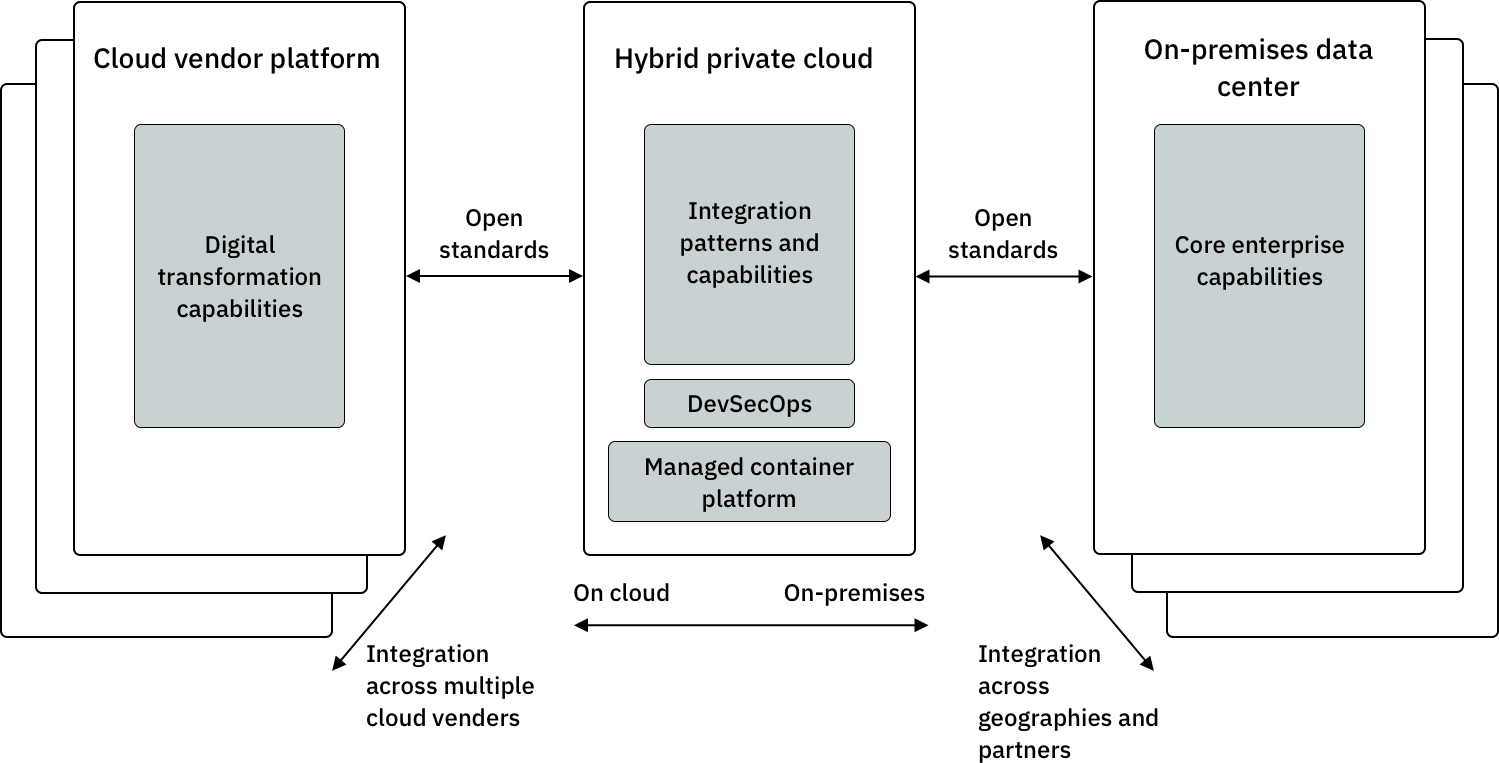 Cloud vendor platform
Digital
transformation
capabilities
Open
standards
Hybrid private cloud
Integration
patterns and
capabilities
DevSecOps
Managed container
platform
Open
standards
On-premises data
center
Core enterprise
capabilities
On cloud
On-premises
Integration
across multiple
cloud venders
Integration
across
geographies and
partners